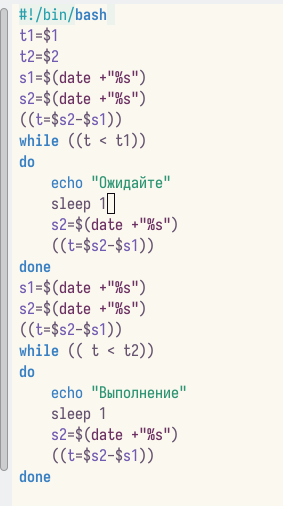 #!/bin/bash
t1=$1
t2=$2
s1=$(date +"%s")
s2=$(date +"%s")
((t=$s2-$s1))
while ((t < t1))
do
    echo "Ожидайте"
    sleep 1
    s2=$(date +"%s")
    ((t=$s2-$s1))
done
s1=$(date +"%s")
s2=$(date +"%s")
((t=$s2-$s1))
while (( t < t2))
do
    echo "Выполнение"
    sleep 1
    s2=$(date +"%s")
    ((t=$s2-$s1))
done